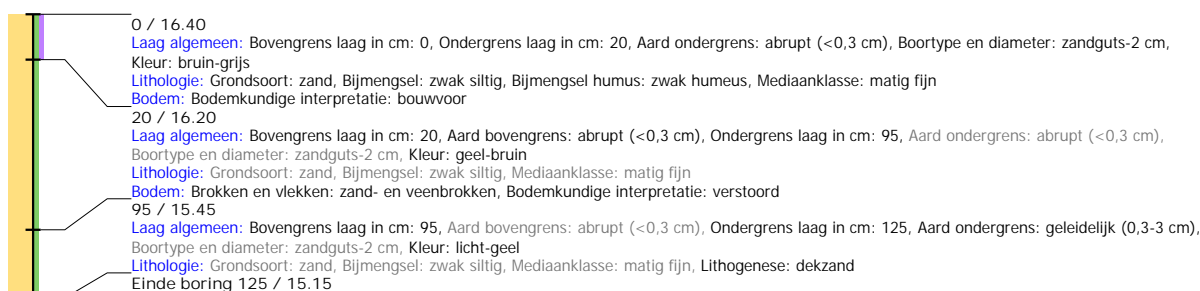 0 / 16.40
Laag algemeen: Bovengrens laag in cm: 0, Ondergrens laag in cm: 20, Aard ondergrens: abrupt (<0,3 cm), Boortype en diameter: zandguts-2 cm,
Kleur: bruin-grijs
Lithologie: Grondsoort: zand, Bijmengsel: zwak siltig, Bijmengsel humus: zwak humeus, Mediaanklasse: matig fijn
Bodem: Bodemkundige interpretatie: bouwvoor
20 / 16.20
Laag algemeen: Bovengrens laag in cm: 20, Aard bovengrens: abrupt (<0,3 cm), Ondergrens laag in cm: 95, Aard ondergrens: abrupt (<0,3 cm),
Boortype en diameter: zandguts-2 cm, Kleur: geel-bruin
Lithologie: Grondsoort: zand, Bijmengsel: zwak siltig, Mediaanklasse: matig fijn
Bodem: Brokken en vlekken: zand- en veenbrokken, Bodemkundige interpretatie: verstoord
95 / 15.45
Laag algemeen: Bovengrens laag in cm: 95, Aard bovengrens: abrupt (<0,3 cm), Ondergrens laag in cm: 125, Aard ondergrens: geleidelijk (0,3-3 cm),
Boortype en diameter: zandguts-2 cm, Kleur: licht-geel
Lithologie: Grondsoort: zand, Bijmengsel: zwak siltig, Mediaanklasse: matig fijn, Lithogenese: dekzand
Einde boring 125 / 15.15